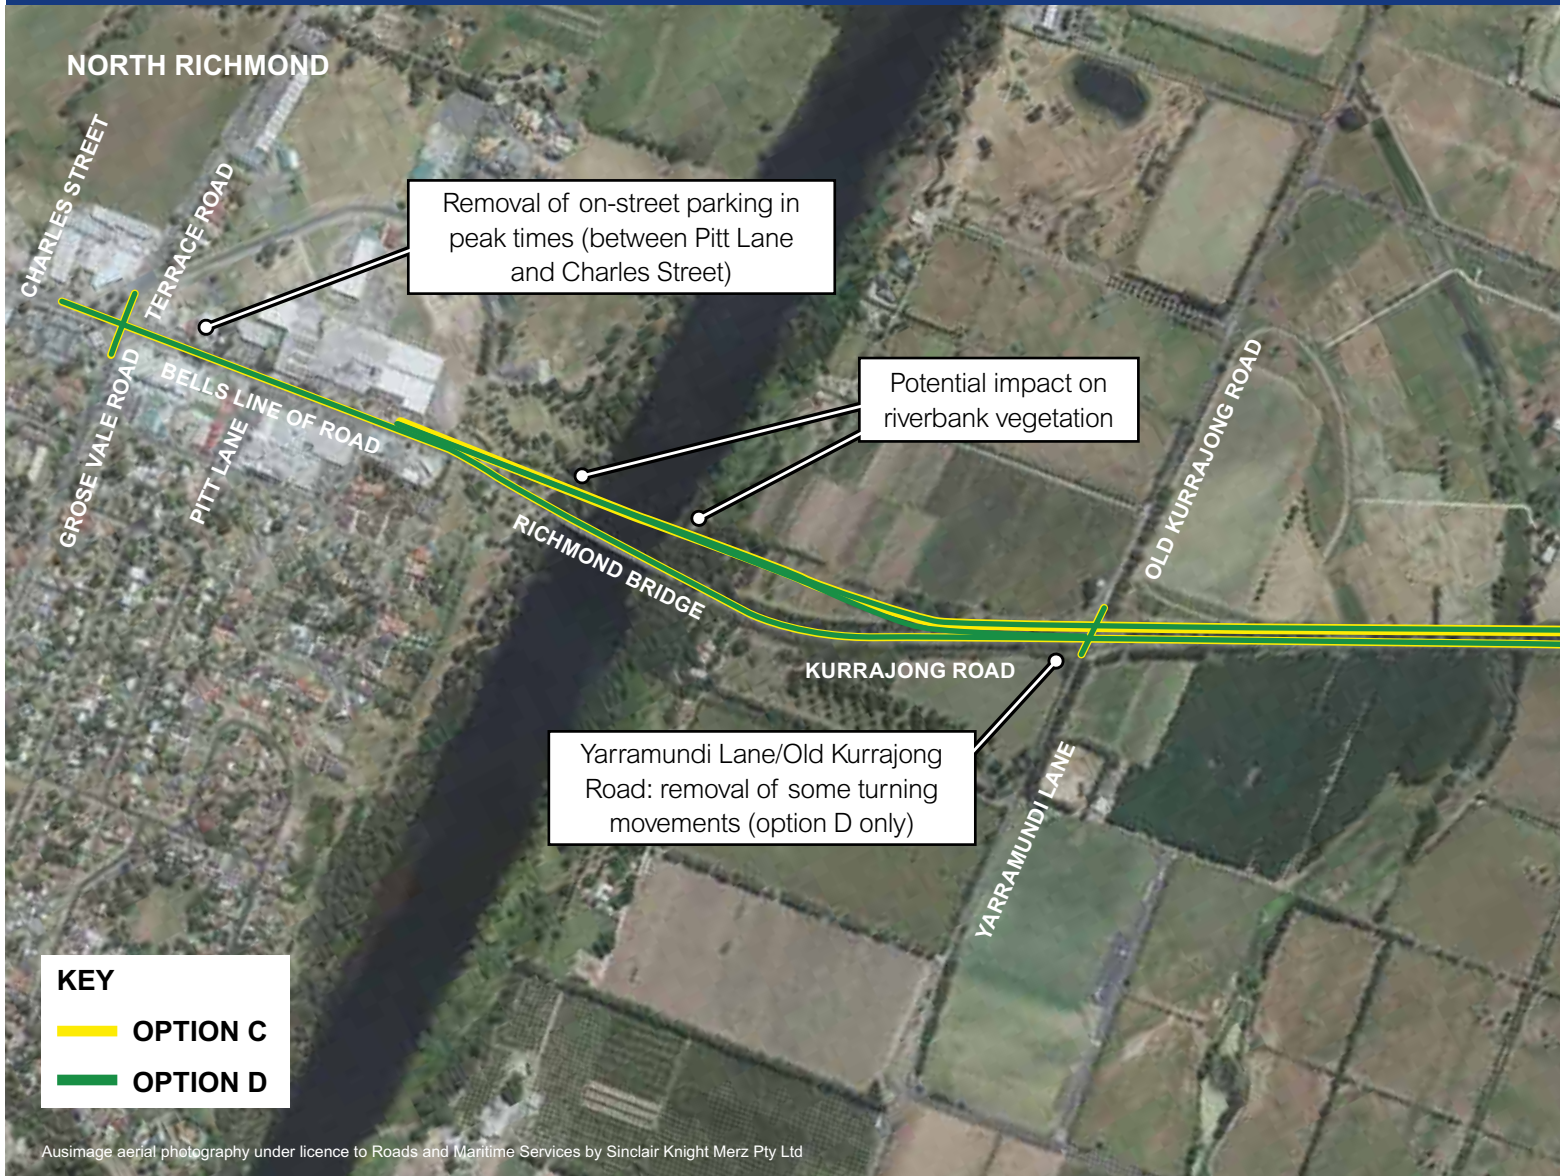 NORTH RICHMOND
CHARLES STREET
TERRACE ROAD
Removal of on-street parking in
peak times (between Pitt Lane
and Charles Street)
GROSE VALE ROAD
BELLS LINE OF ROAD
PITT LANE
Potential impact on
riverbank vegetation
RICHMOND BRIDGE
OLD KURRAJONG ROAD
KURRAJONG ROAD
Yarramundi Lane/Old Kurrajong
Road: removal of some turning
movements (option D only)
YARRAMUNDI LANE
KEY
OPTION C
OPTION D
Ausimage aerial photography under licence to Roads and Maritime Services by Sinclair Knight Merz Pty Ltd